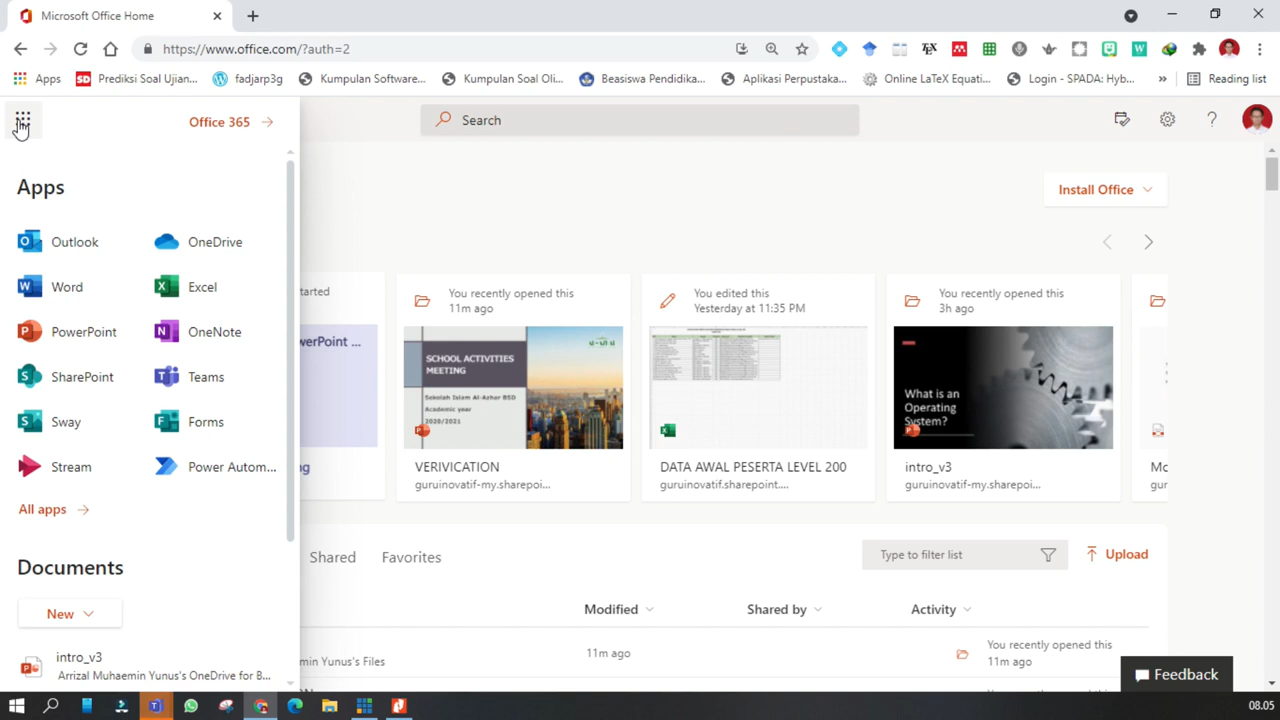 Microsoft Office Home
https://www.office.com/?auth=2
Apps
Prediksi Soal Ujian...
fadjarp3g
Kumpulan Software...
Kumpulan Soal Oli...
Beasiswa Pendidika...
Aplikasi Perpustaka...
Online LaTeX Equati...
Login - SPADA: Hyb...
Reading list
Office 365
Search
Install Office
Apps
Outlook
OneDrive
Word
Excel
PowerPoint
OneNote
SharePoint
Teams
Sway
Forms
Stream
Power Autom...
All apps
Documents
New
intro_v3
Arrizal Muhaemin Yunus's OneDrive for B...
tarted
werPoint ...
ng
You recently opened this
11m ago
SCHOOL ACTIVITIES
MEETING
Sekolah Islam Al-Azhar BSD
Academic year
2020/2021
VERIVICATION
guruinovatif-my.sharepoi...
You edited this
Yesterday at 11:35 PM
DATA AWAL PESERTA LEVEL 200
guruinovatif.sharepoint....
You recently opened this
3h ago
What is an
Operating
System?
intro_v3
guruinovatif-my.sharepoi...
Mc
gur
Shared
Favorites
Type to filter list
Upload
Modified
Shared by
Activity
min Yunus's Files
11m ago
You recently opened this
11m ago
Feedback
08.05